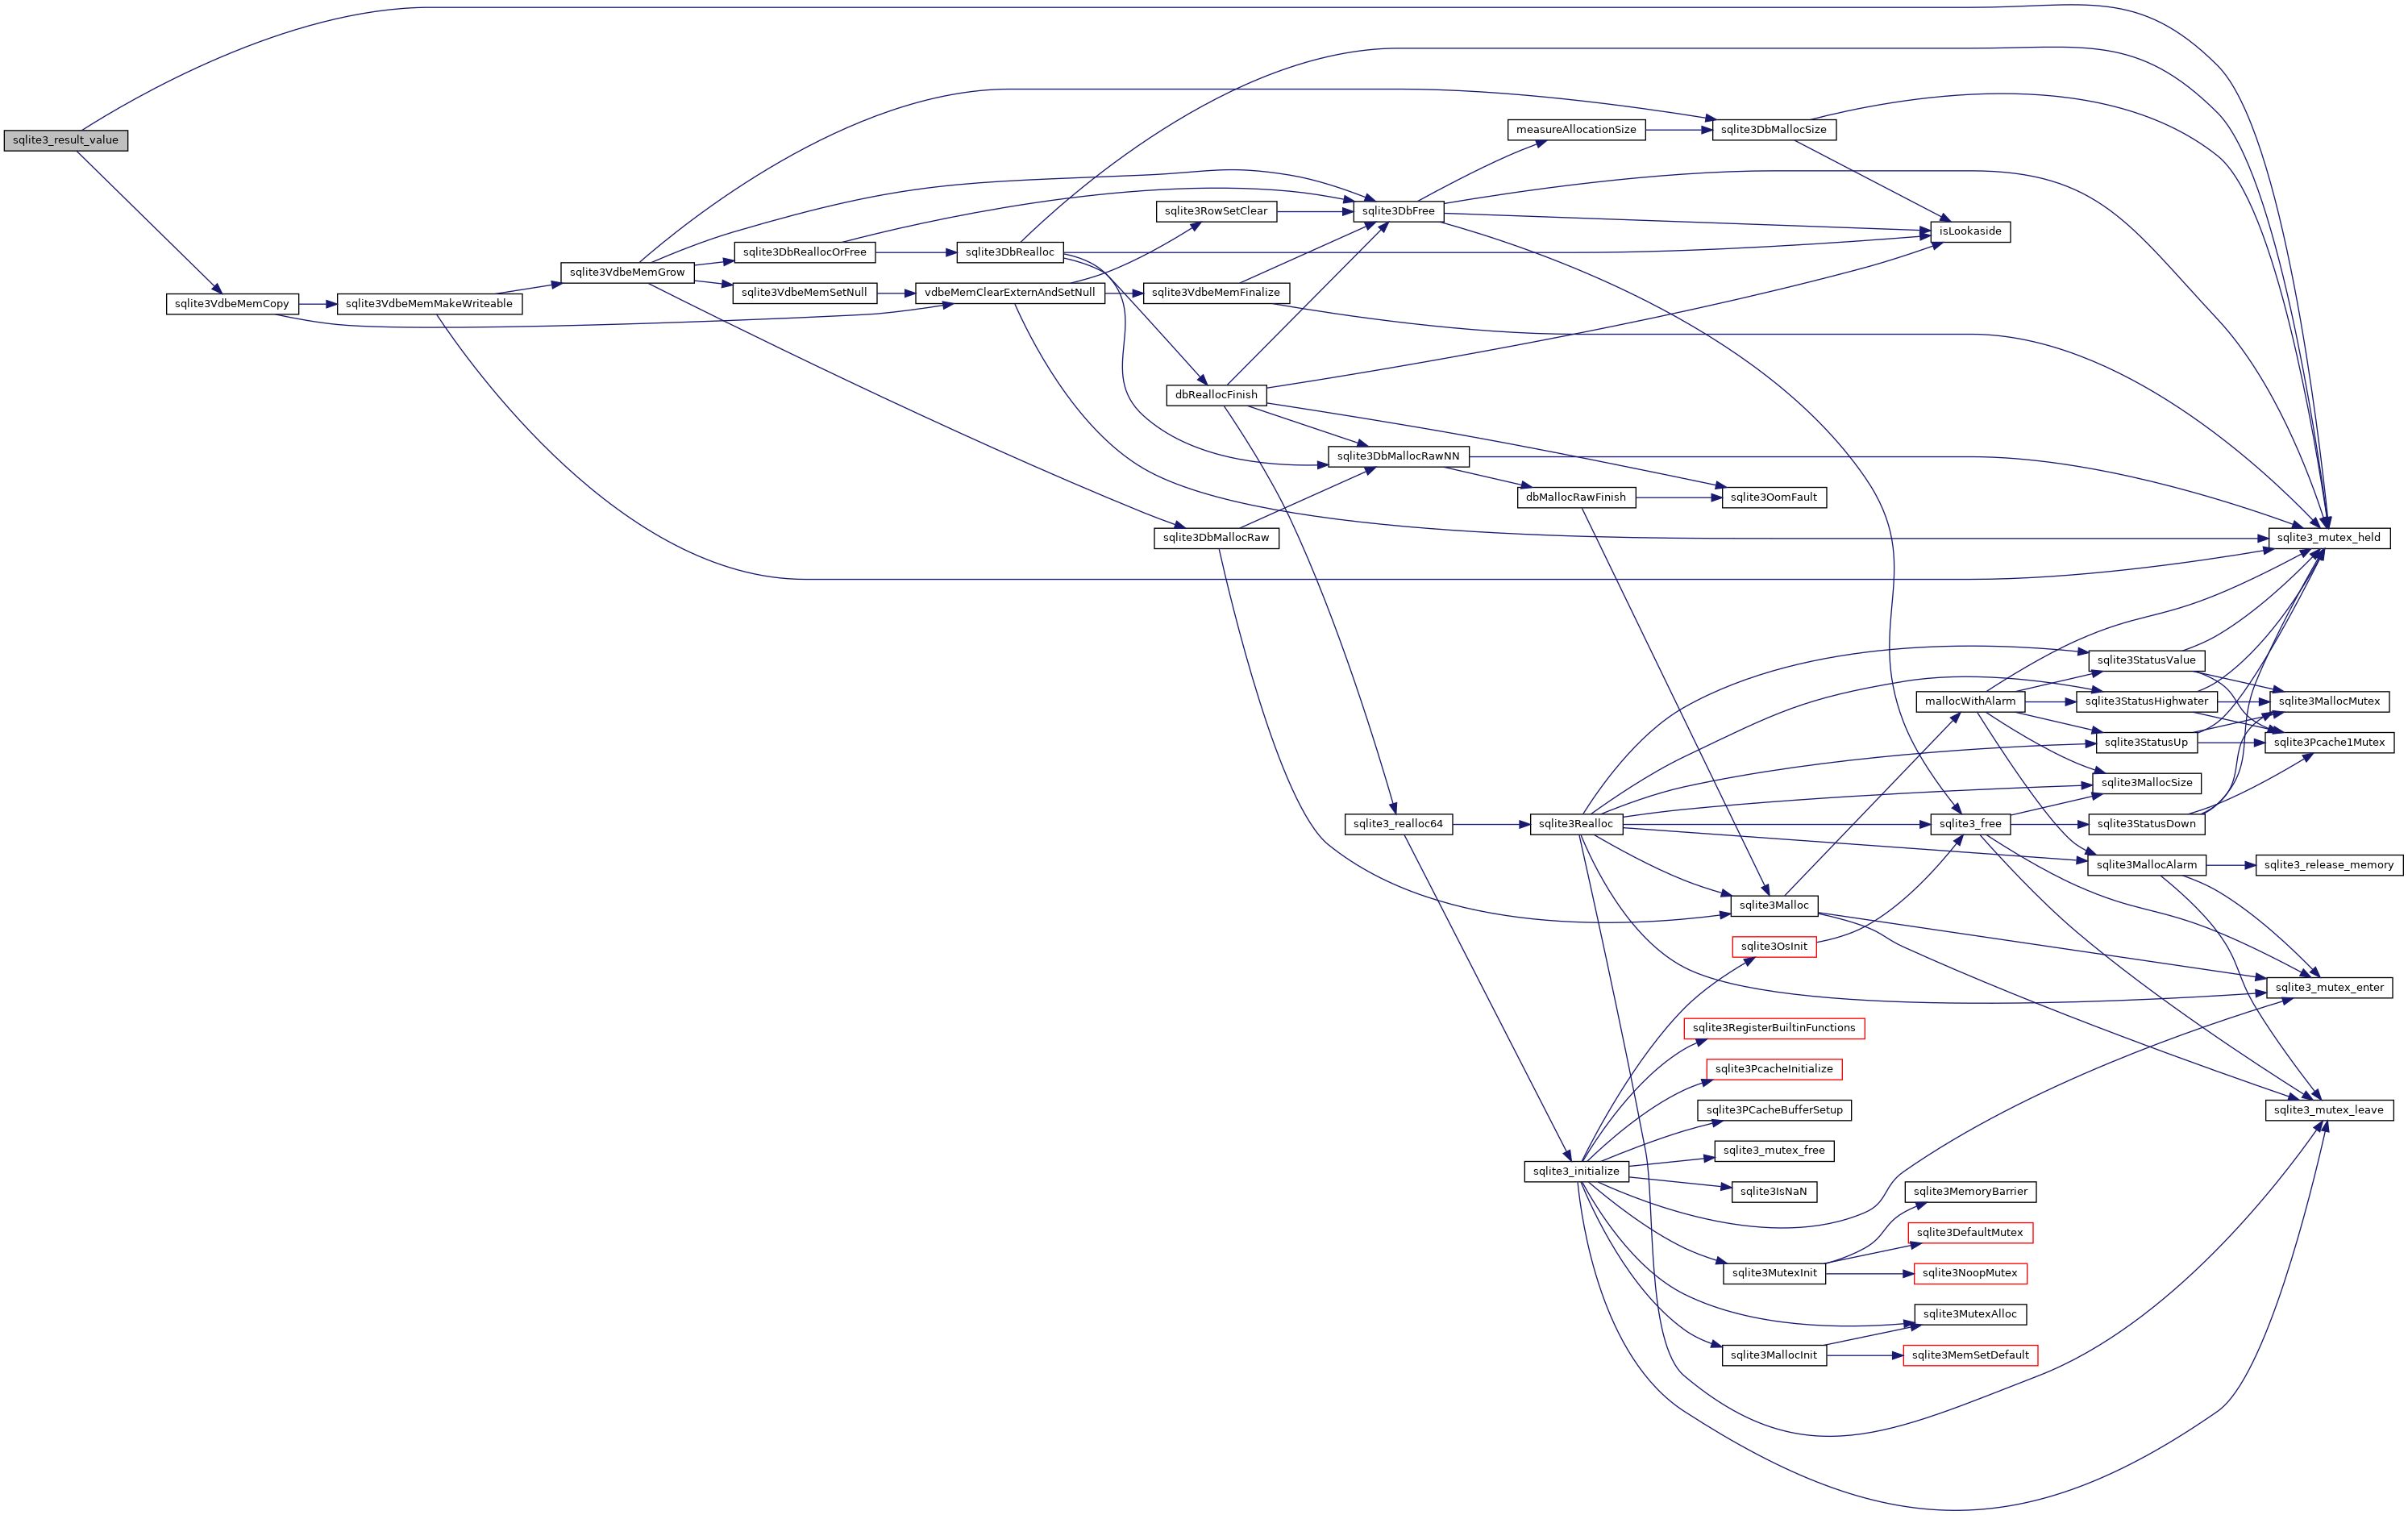 sqlite3_result_value
sqlite3VdbeMemCopy
sqlite3VdbeMemMakeWriteable
sqlite3VdbeMemGrow
sqlite3DbReallocOrFree
sqlite3VdbeMemSetNull
sqlite3DbRealloc
vdbeMemClearExternAndSetNull
sqlite3RowSetClear
sqlite3VdbeMemFinalize
dbReallocFinish
sqlite3DbMallocRaw
sqlite3DbFree
sqlite3DbMallocRawNN
sqlite3_realloc64
measureAllocationSize
dbMallocRawFinish
sqlite3Realloc
sqlite3_initialize
sqlite3DbMallocSize
sqlite3OomFault
sqlite3Malloc
sqlite3OsInit
sqlite3RegisterBuiltinFunctions
sqlite3PcacheInitialize
sqlite3PCacheBufferSetup
sqlite3_mutex_free
sqlite3IsNaN
sqlite3MutexInit
sqlite3MallocInit
isLookaside
mallocWithAlarm
sqlite3_free
sqlite3MemoryBarrier
sqlite3DefaultMutex
sqlite3NoopMutex
sqlite3MutexAlloc
sqlite3MemSetDefault
sqlite3StatusValue
sqlite3StatusHighwater
sqlite3StatusUp
sqlite3MallocSize
sqlite3StatusDown
sqlite3MallocAlarm
sqlite3_mutex_held
sqlite3MallocMutex
sqlite3Pcache1Mutex
sqlite3_release_memory
sqlite3_mutex_enter
sqlite3_mutex_leave